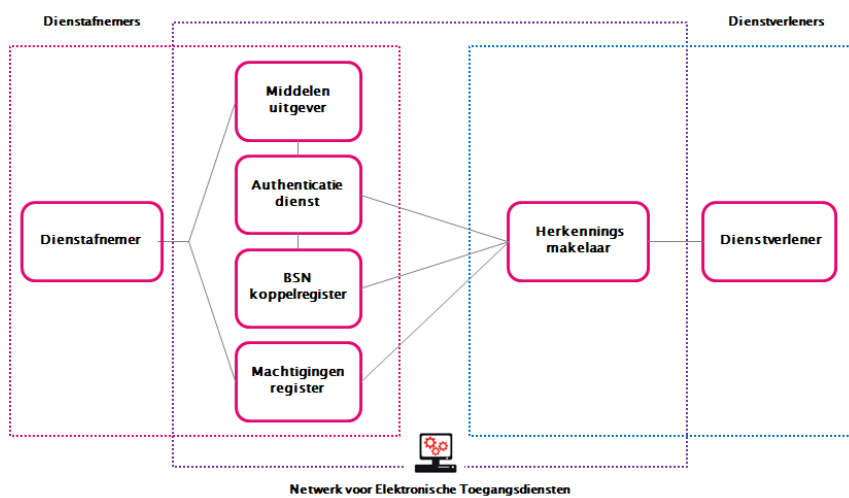 Dienstafnemers
Dienstverleners
Middelen
uitgever
Authenticatie
dienst
Dienstafnemer
BSN
koppelregister
Machtigingen
register
Herkennings
makelaar
Dienstverlener
Netwerk voor Elektronische Toegangsdiensten